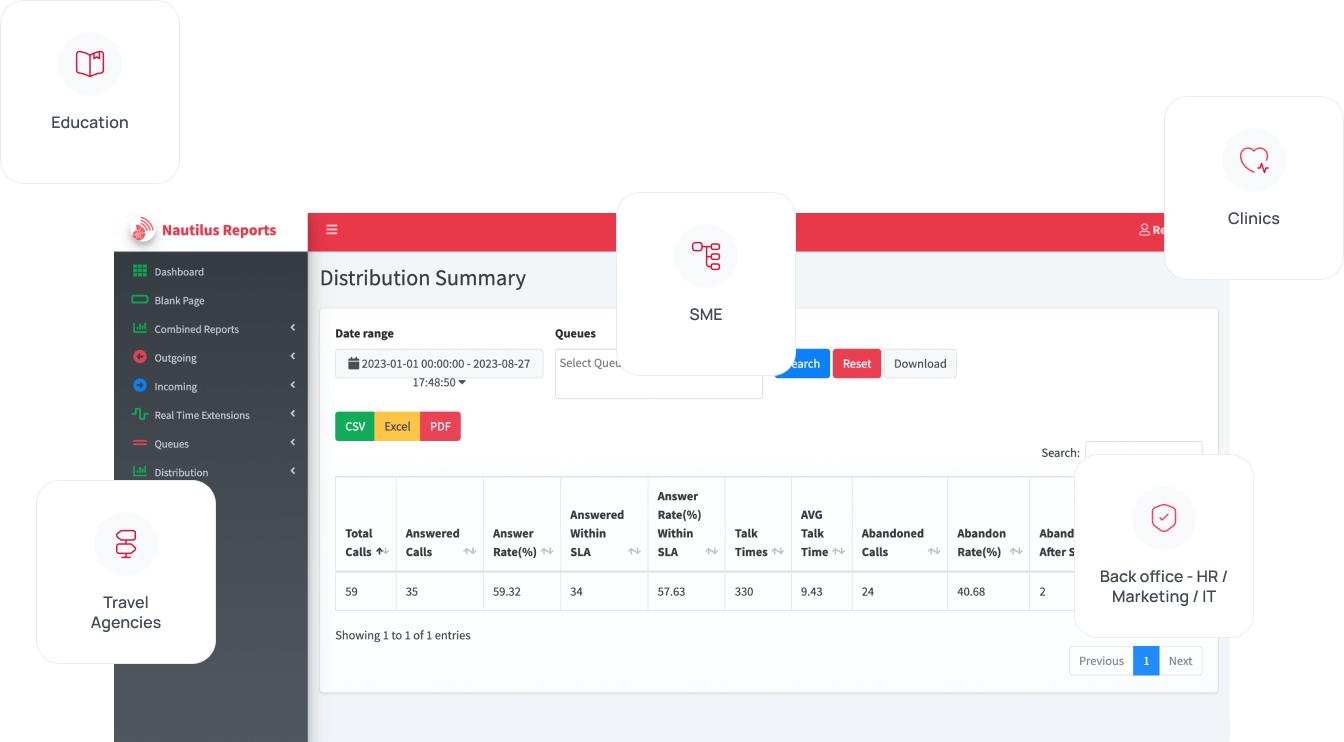 Education
Clinics
Nautilus Reports
SME
Dashboard
Blank Page
Combined Reports
Outgoing
Incoming
Real Time Extensions
Queues
Distribution
Distribution Summary
Date range
2023-01-01 00:00:00 - 2023-08-27
17:48:50
Queues
Select
Reset
Download
CSV
Excel
PDF
Search:
Total
Calls
Answered
Calls
Answer
Rate(%)
Answered
Within
SLA
Answer
Rate(%)
Within
SLA
Talk
Times
AVG
Talk
Time
Abandoned
Calls
Abandon
Rate(%)
After
59
35
59.32
34
57.63
330
9.43
24
40.68
2
Showing 1 to 1 of 1 entries
Previous
1
Next
Travel
Agencies
Back office - HR /
Marketing / IT